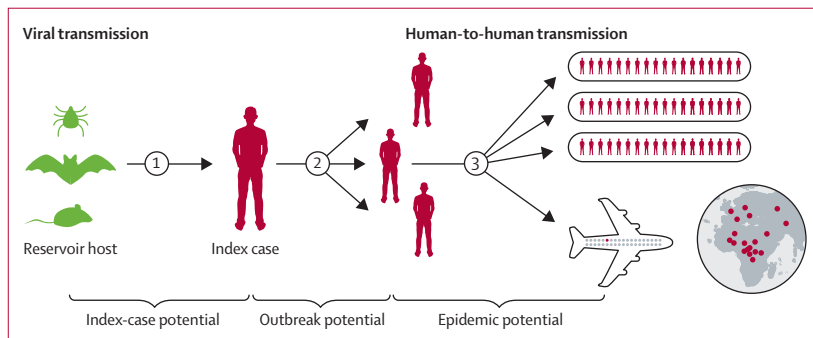 Viral transmission
Human-to-human transmission
1
2
3
Reservoir host
Index case
Index-case potential
Outbreak potential
Epidemic potential